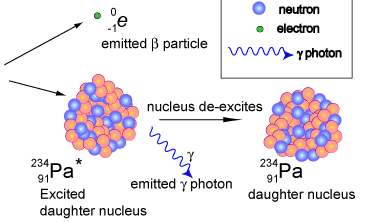 neutron
0
-1 e
electron
emitted β particle
γ photon
nucleus de-excites
γ
234
91 Pa*
emitted γ photon
234
91 Pa
Excited
daughter nucleus
daughter nucleus